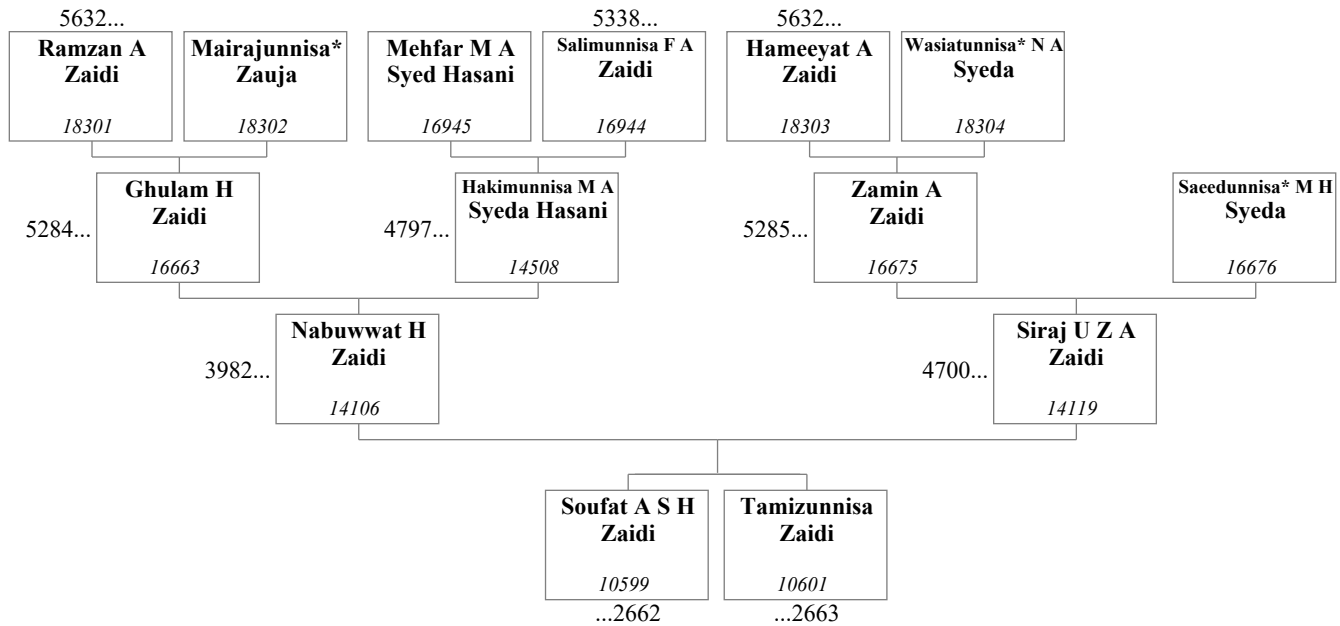 5632...
5338...
5632...
Ramzan A
Zaidi
18301
Mairajunnisa*
Zauja
18302
Mehfar M A
Syed Hasani
16945
Salimunnisa F A
Zaidi
16944
Hameeyat A
Zaidi
18303
Wasiatunnisa* N A
Syeda
18304
5284...
Ghulam H
Zaidi
16663
4797...
Hakimunnisa M A
Syeda Hasani
14508
5285...
Zamin A
Zaidi
16675
Saeedunnisa* M H
Syeda
16676
3982...
Nabuwwat H
Zaidi
14106
4700...
Siraj U Z A
Zaidi
14119
Soufat A S H
Zaidi
10599
...2662
Tamizunnisa
Zaidi
10601
...2663